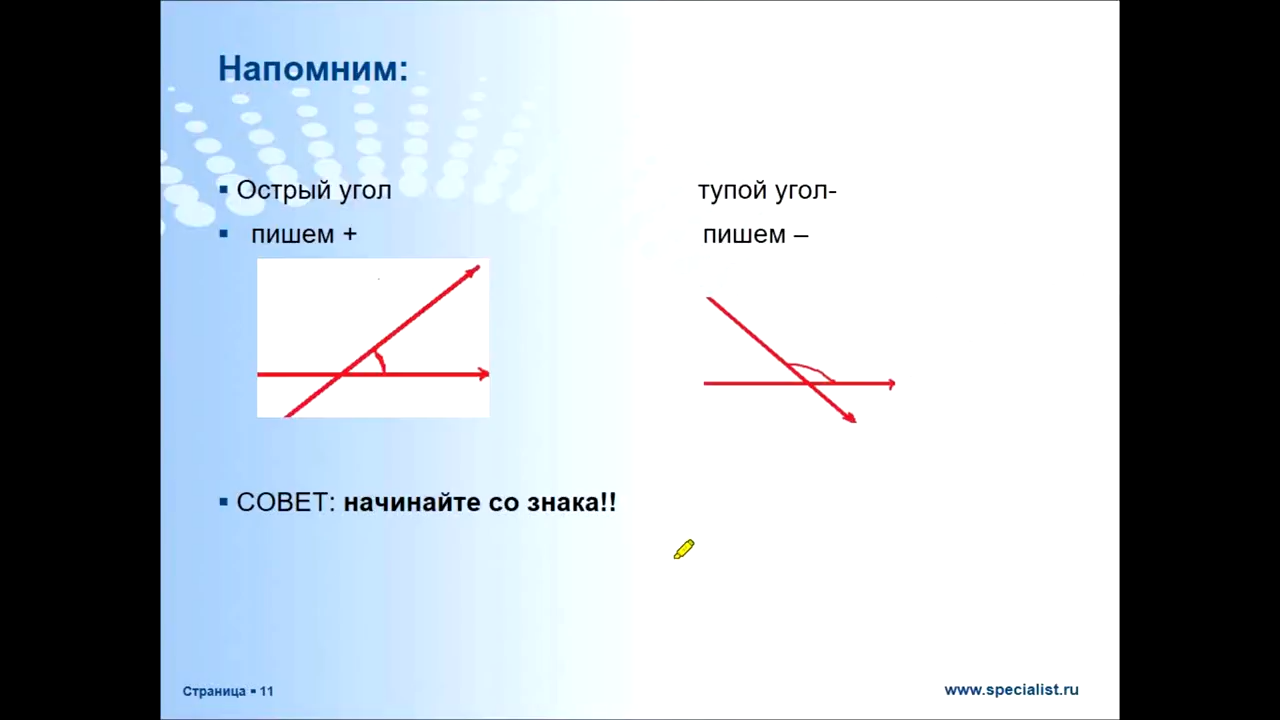 Напомним:
Острый угол
тупой угол-
пишем +
пишем –
СОВЕТ: начинайте со знака!!
Страница ▪ 11
www.specialist.ru